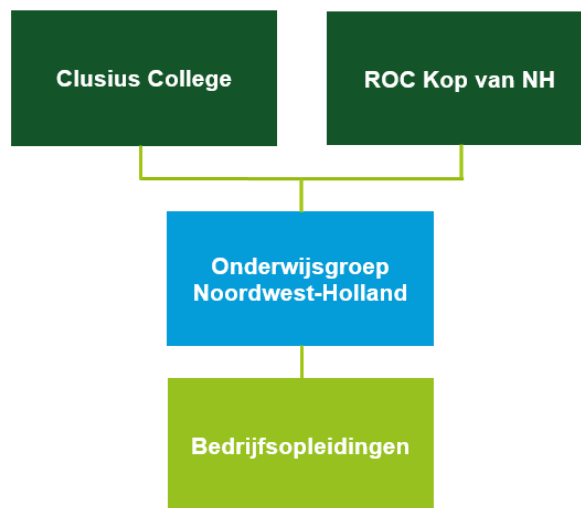 Clusius College
ROC Kop van NH
Onderwijsgroep
Noordwest-Holland
Bedrijfsopleidingen